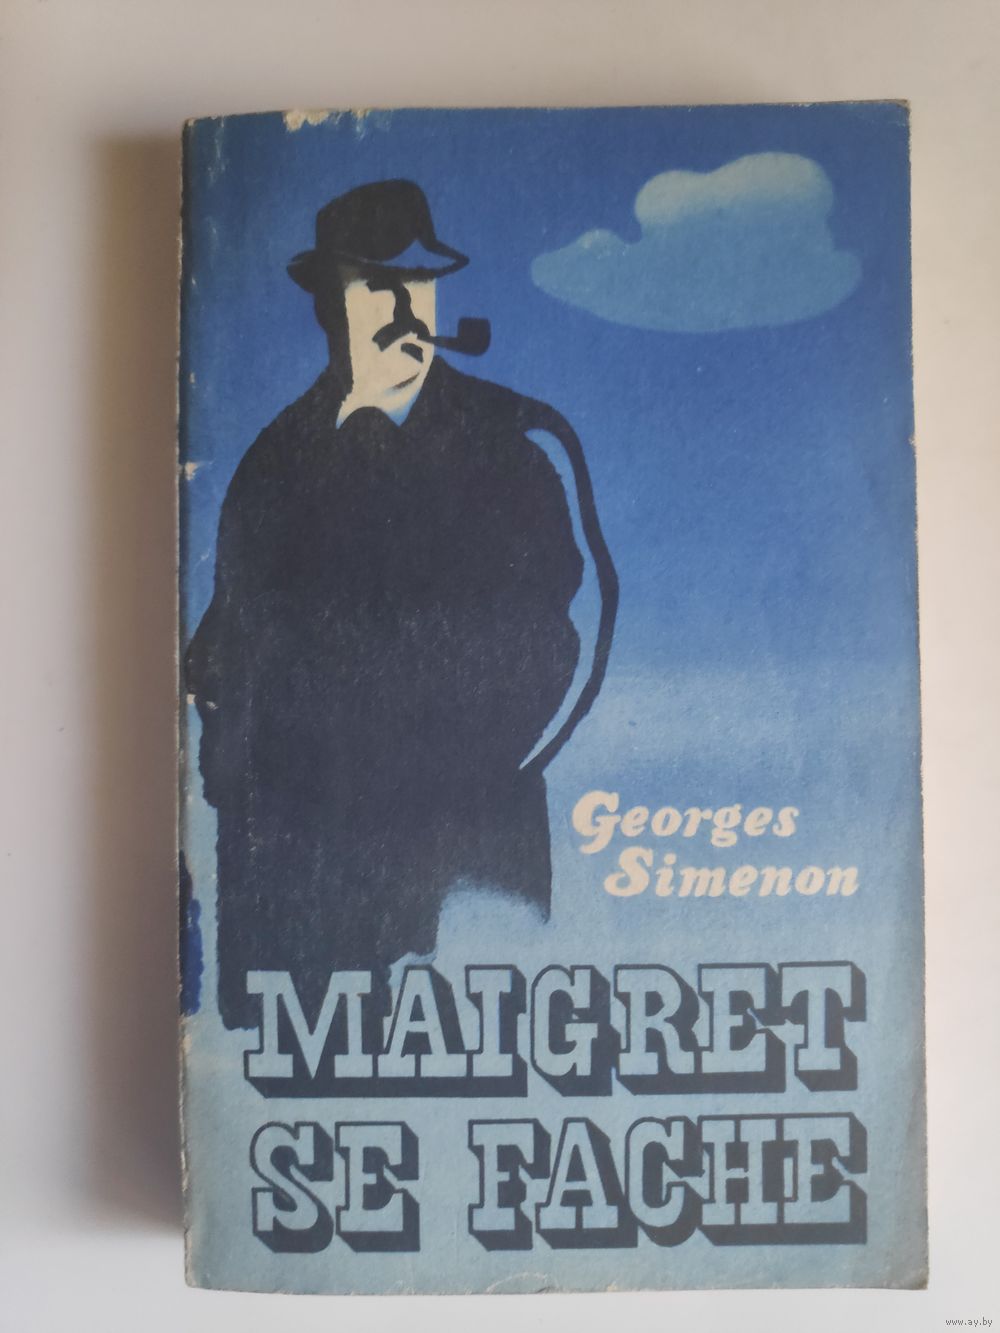 Georges
Simenon
MAIGRET
SE FACHE
www.ay.by